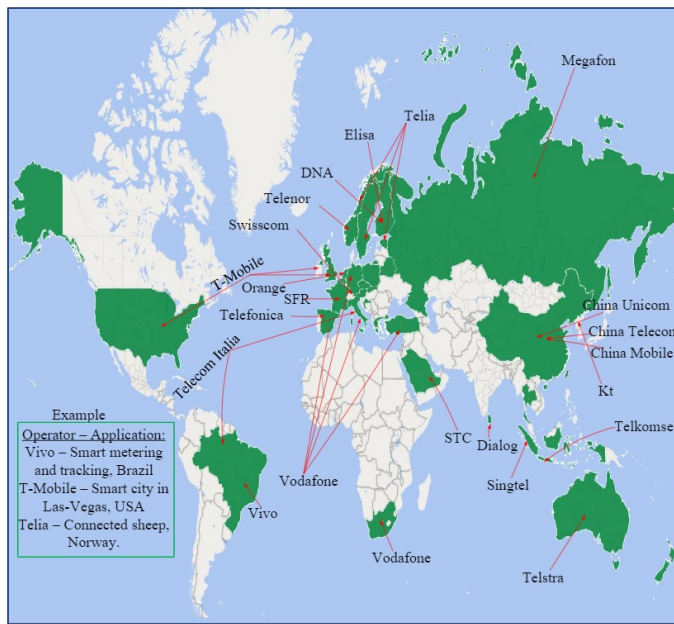 Megafon
Telia
Elisa
DNA
Telenor
Swisscom
T-Mobile
Orange
SFR
Telefonica
Telecom Italia
China Unicom
China Telecom
China Mobile
Kt
STC
Dialog
Telkomse
Singtel
Vodafone
Vivo
Vodafone
Telstra
Example
Operator – Application:
Vivo – Smart metering
and tracking, Brazil
T-Mobile – Smart city in
Las-Vegas, USA
Telia – Connected sheep,
Norway.